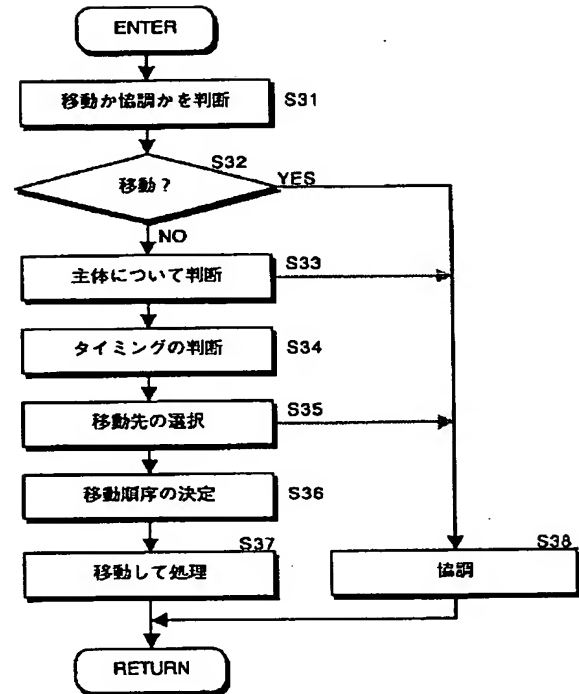 ENTER
移動か協調かを判断 S31
S32
移動？ YES
NO
主体について判断 S33
タイミングの判断 S34
移動先の選択 S35
移動順序の決定 S36
S37
移動して処理
S38
協調
RETURN